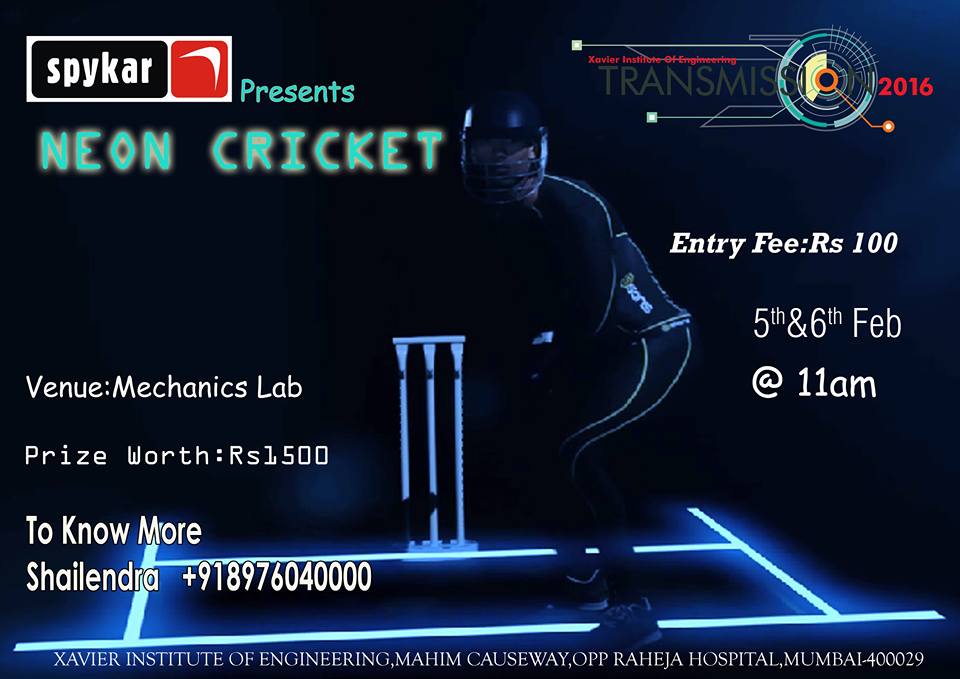 spykar
Presents
NEON CRICKET
Xavier Institute Of Engineering
TRANSMISSION 2016
Entry Fee:Rs 100
5th&6th Feb
@ 11am
Venue:Mechanics Lab
Prize Worth:Rs1500
To Know More
Shailendra +918976040000
XAVIER INSTITUTE OF ENGINEERING,MAHIM CAUSEWAY,OPP RAHEJA HOSPITAL,MUMBAI-400029